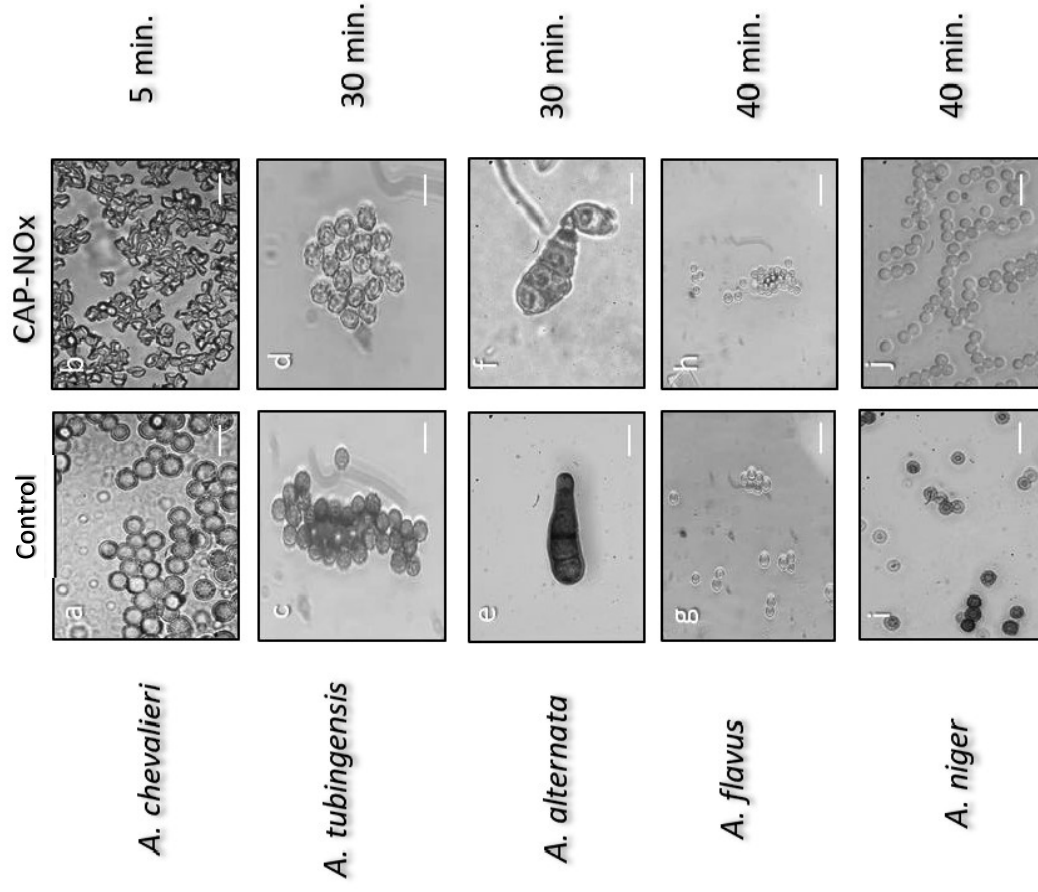 Control
CAP-NOx
A. chevalieri
a
b
5 min.
A. tubingensis
c
d
30 min.
A. alternata
e
f
30 min.
A. flavus
g
h
40 min.
A. niger
i
j
40 min.